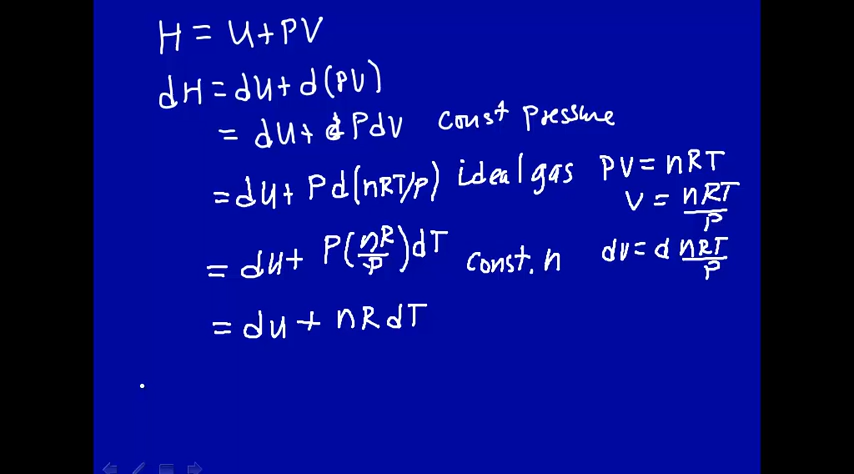 H = U + PV
dH = dU + d(PV)
= dU + PdV const pressure
= dU + Pd(nRT/P) ideal gas PV = nRT
V = nRT/P
= dU + P(nR/P)dT const. n dV = d nRT/P
= dU + nRdT